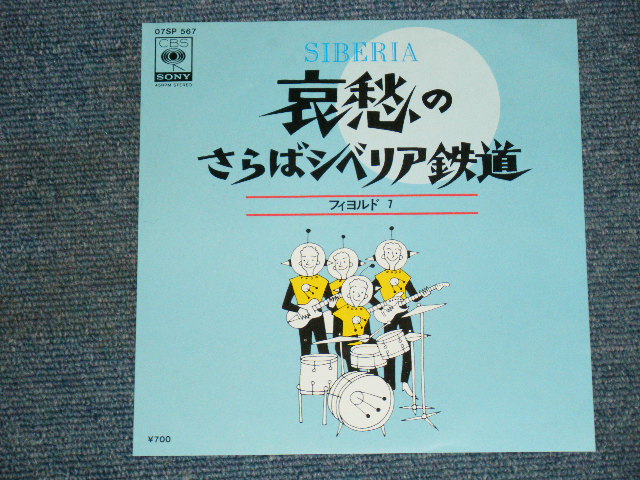 07SP 567
CBS
SONY
45RPM STEREO
SIBERIA
哀愁の
さらばシベリア鉄道
フィヨルド 7
¥700